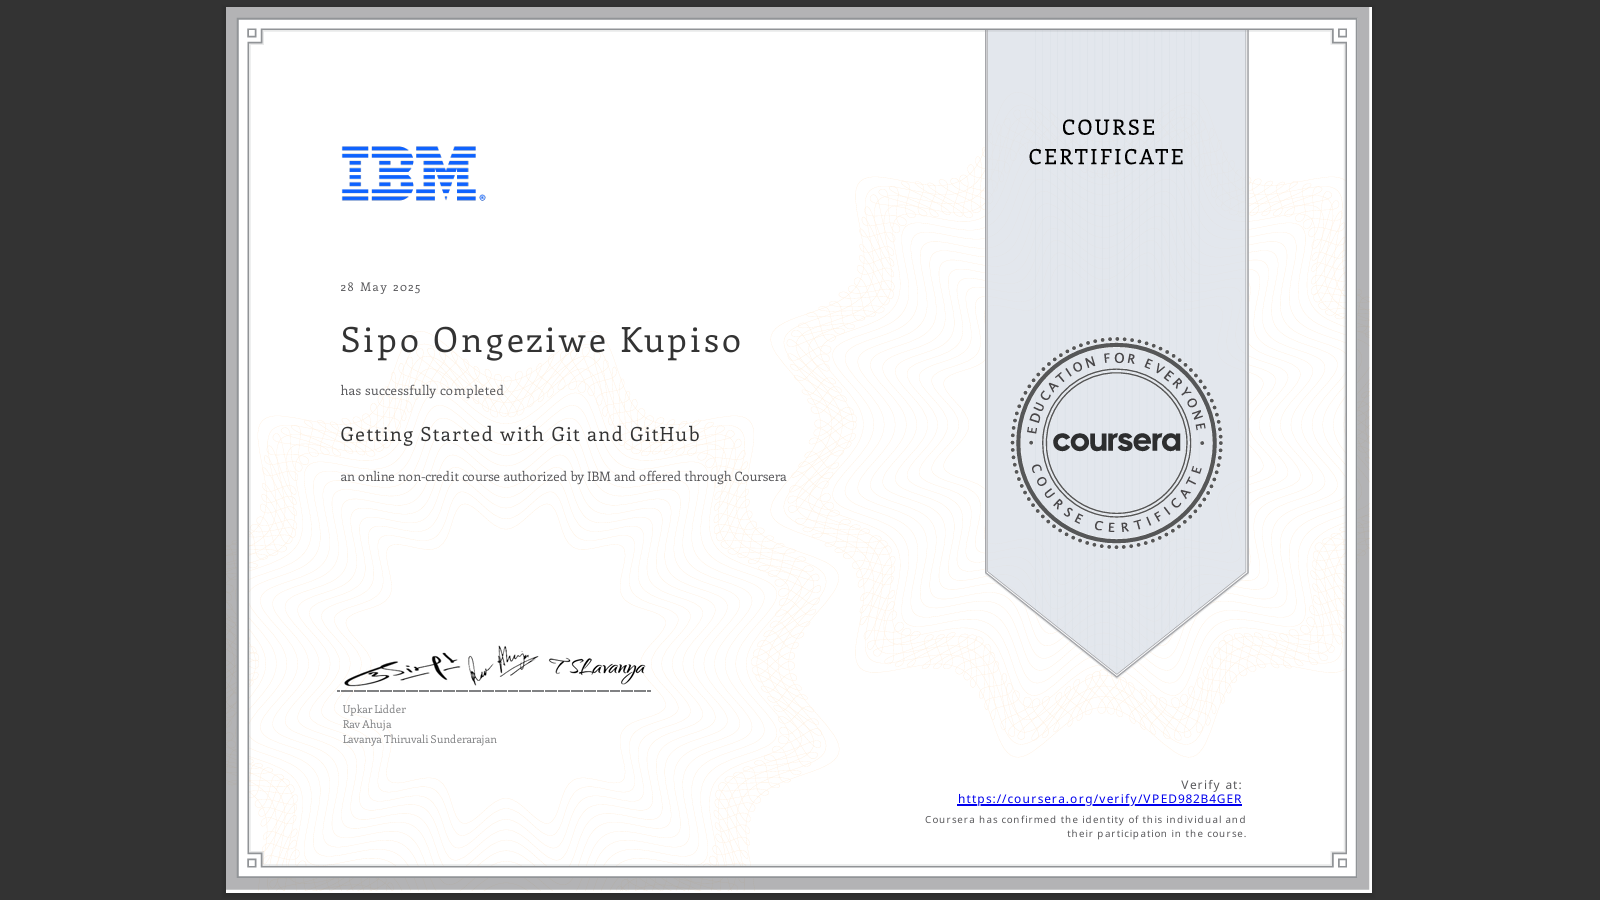 IBM®
28 May 2025
Sipo Ongeziwe Kupiso
has successfully completed
Getting Started with Git and GitHub
an online non-credit course authorized by IBM and offered through Coursera
Rav Ahuja
T S Lavanya
Upkar Lidder
Rav Ahuja
Lavanya Thiruvali Sunderarajan
COURSE
CERTIFICATE
EDUCATION FOR EVERYONE
coursera
COURSE CERTIFICATE
Verify at:
https://coursera.org/verify/VPED982B4GER
Coursera has confirmed the identity of this individual and
their participation in the course.